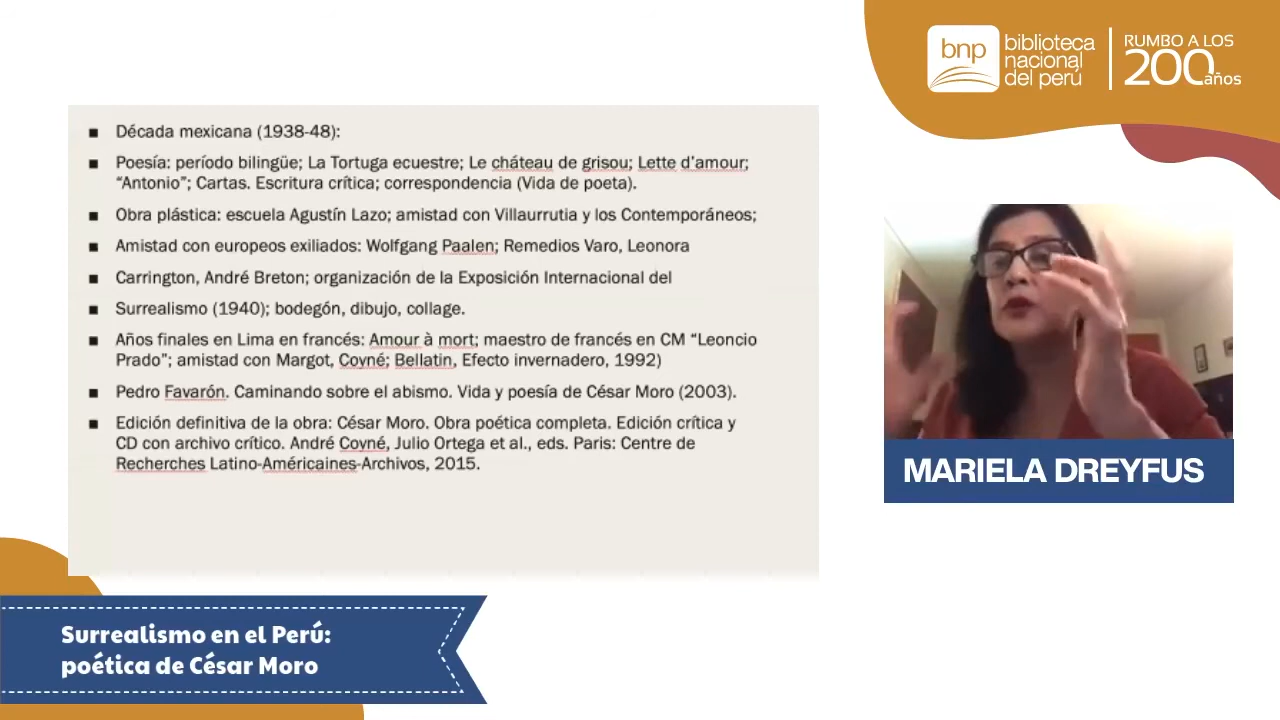 bnp
biblioteca
nacional
del perú
RUMBO A LOS
200 años
■ Década mexicana (1938-48):
■ Poesía: período bilingüe; La Tortuga ecuestre; Le cháteau de grisou; Lette d’amour;
“Antonio”; Cartas. Escritura crítica; correspondencia (Vida de poeta).
■ Obra plástica: escuela Agustín Lazo; amistad con Villaurrutia y los Contemporáneos;
■ Amistad con europeos exiliados: Wolfgang Paalen; Remedios Varo, Leonora
■ Carrington, André Breton; organización de la Exposición Internacional del
■ Surrealismo (1940); bodegón, dibujo, collage.
■ Años finales en Lima en francés: Amour à mort; maestro de francés en CM “Leoncio
Prado”; amistad con Margot, Coyné; Bellatin, Efecto invernadero, 1992)
■ Pedro Favarón. Caminando sobre el abismo. Vida y poesía de César Moro (2003).
■ Edición definitiva de la obra: César Moro. Obra poética completa. Edición crítica y
CD con archivo crítico. André Coyné, Julio Ortega et al., eds. Paris: Centre de
Recherches Latino-Américaines-Archivos, 2015.
MARIELA DREYFUS
Surrealismo en el Perú:
poética de César Moro